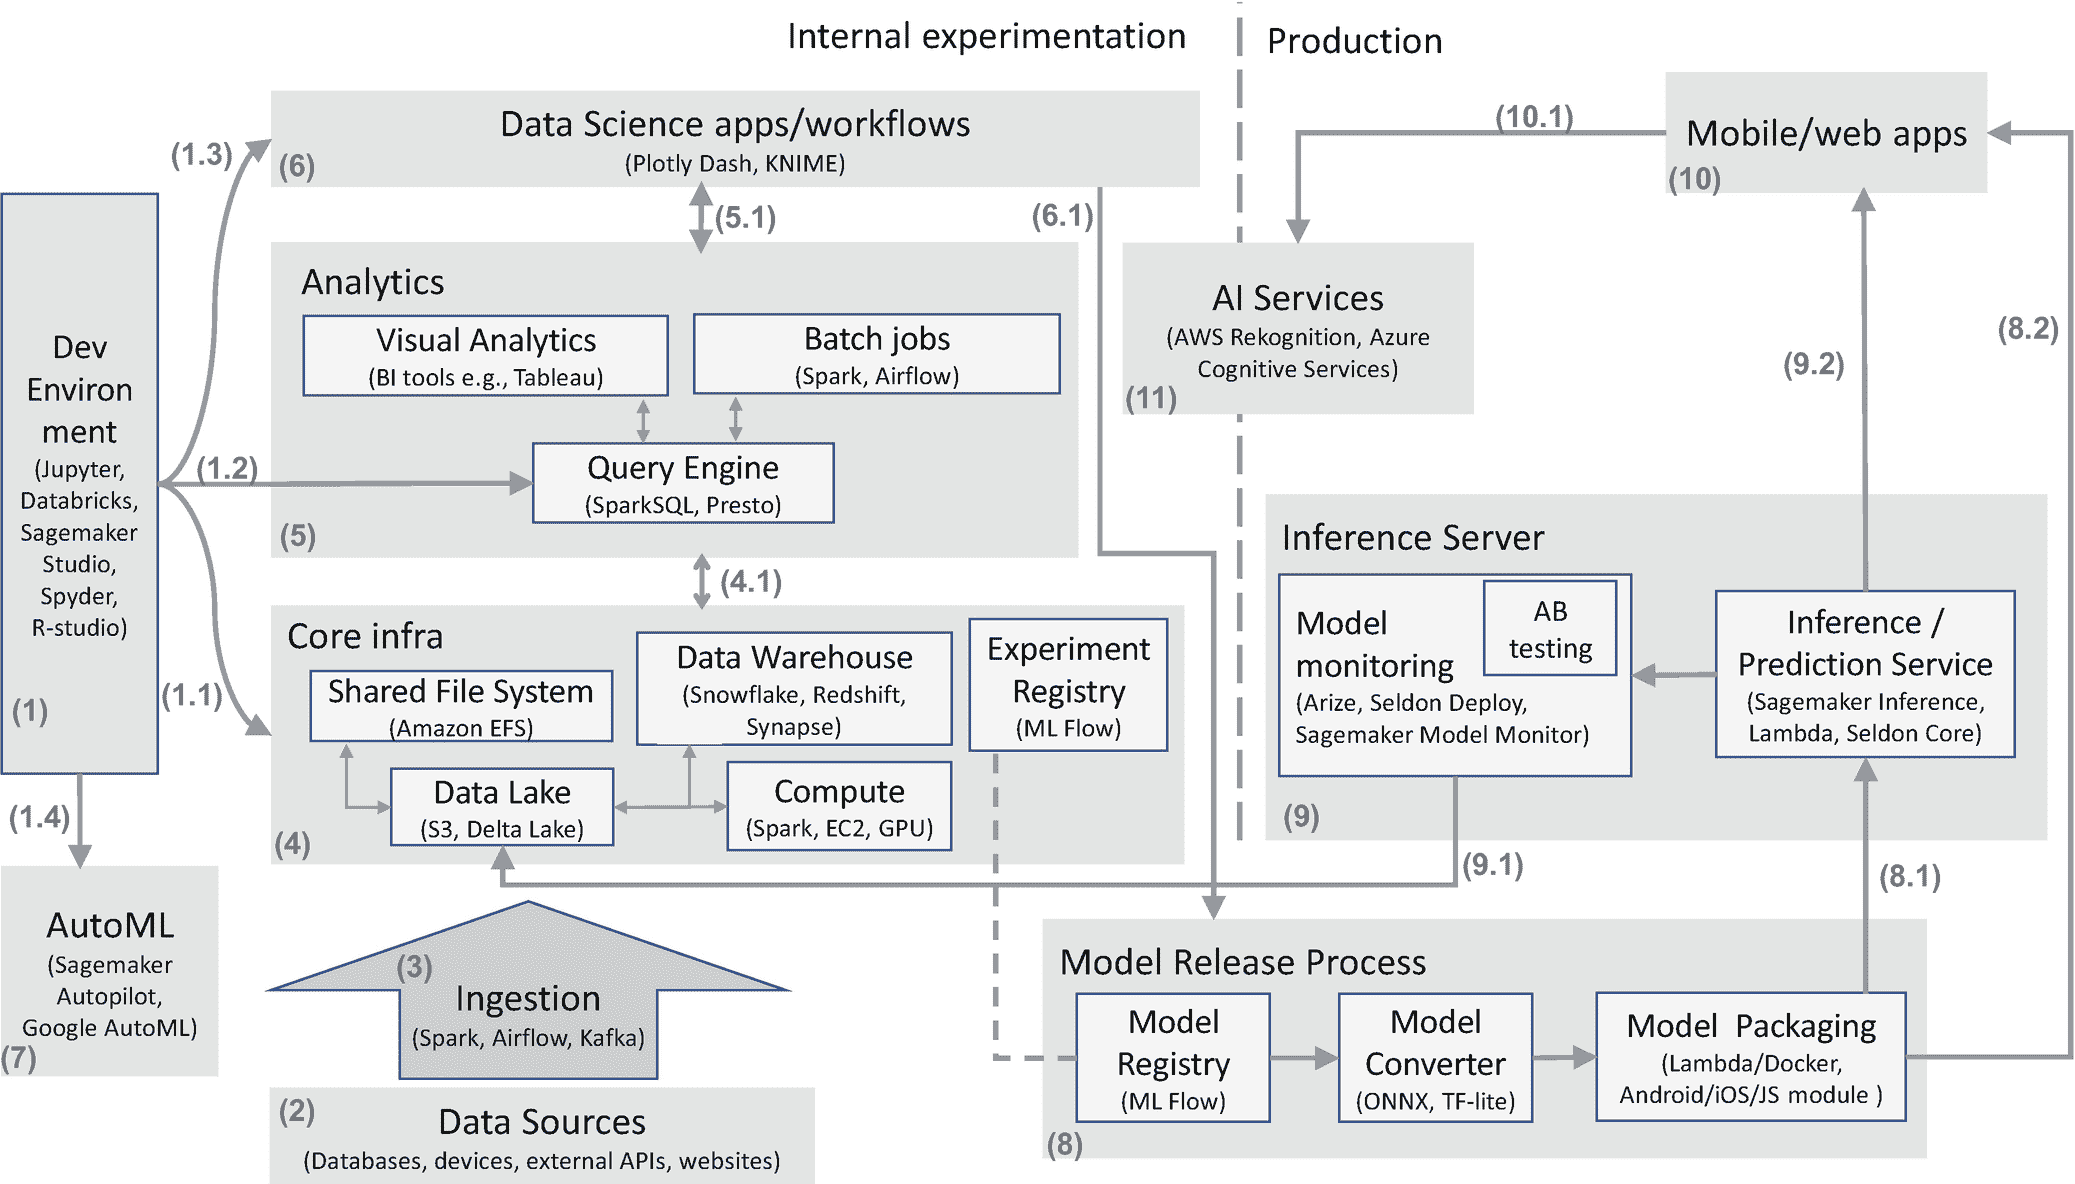 Internal experimentation
Production
Data Science apps/workflows
(Plotly Dash, KNIME)
(6)
(1.3)
(5.1)
(6.1)
(10.1)
Mobile/web apps
(10)
Dev
Environ
ment
(Jupyter,
Databricks,
Sagemaker
Studio,
Spyder,
R-studio)
(1)
(1.2)
(1.1)
(1.4)
Analytics
Visual Analytics
(BI tools e.g., Tableau)
Batch jobs
(Spark, Airflow)
Query Engine
(SparkSQL, Presto)
(5)
(4.1)
AI Services
(AWS Rekognition, Azure
Cognitive Services)
(11)
(9.2)
(8.2)
Core infra
Shared File System
(Amazon EFS)
Data Warehouse
(Snowflake, Redshift,
Synapse)
Experiment
Registry
(ML Flow)
Data Lake
(S3, Delta Lake)
Compute
(Spark, EC2, GPU)
(4)
Inference Server
Model
monitoring
(Arize, Seldon Deploy,
Sagemaker Model Monitor)
AB
testing
Inference /
Prediction Service
(Sagemaker Inference,
Lambda, Seldon Core)
(9)
(9.1)
(8.1)
AutoML
(Sagemaker
Autopilot,
Google AutoML)
(7)
(3)
Ingestion
(Spark, Airflow, Kafka)
(2)
Data Sources
(Databases, devices, external APIs, websites)
Model Release Process
Model
Registry
(ML Flow)
Model
Converter
(ONNX, TF-lite)
Model Packaging
(Lambda/Docker,
Android/iOS/JS module )
(8)